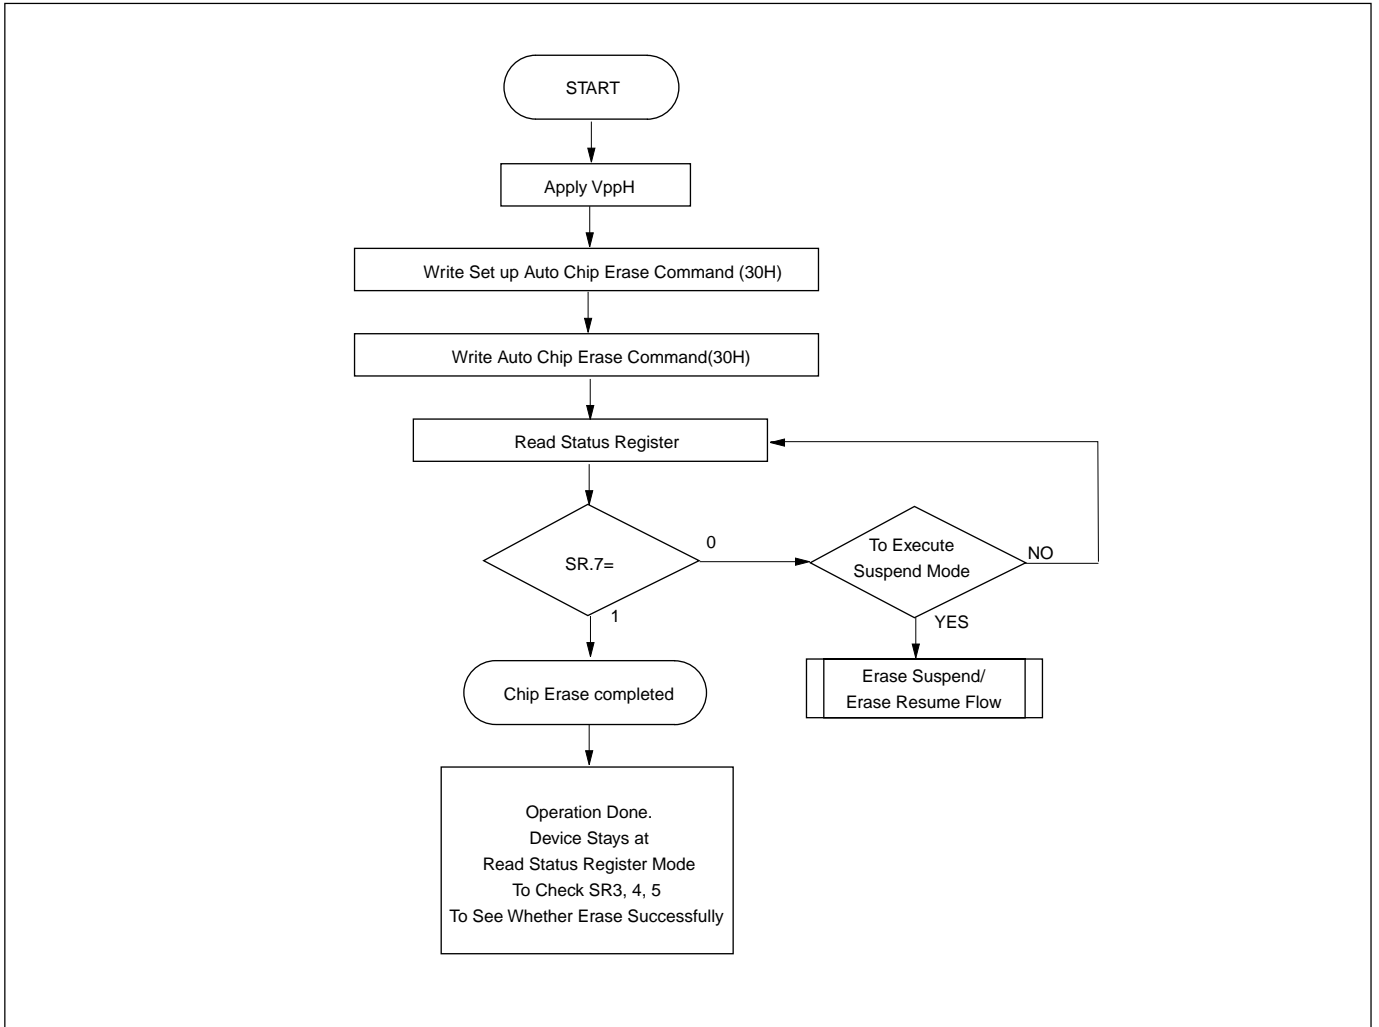 START
Apply VppH
Write Set up Auto Chip Erase Command (30H)
Write Auto Chip Erase Command(30H)
Read Status Register
SR.7=
0
To Execute
Suspend Mode
NO
1
YES
Chip Erase completed
Erase Suspend/
Erase Resume Flow
Operation Done.
Device Stays at
Read Status Register Mode
To Check SR3, 4, 5
To See Whether Erase Successfully